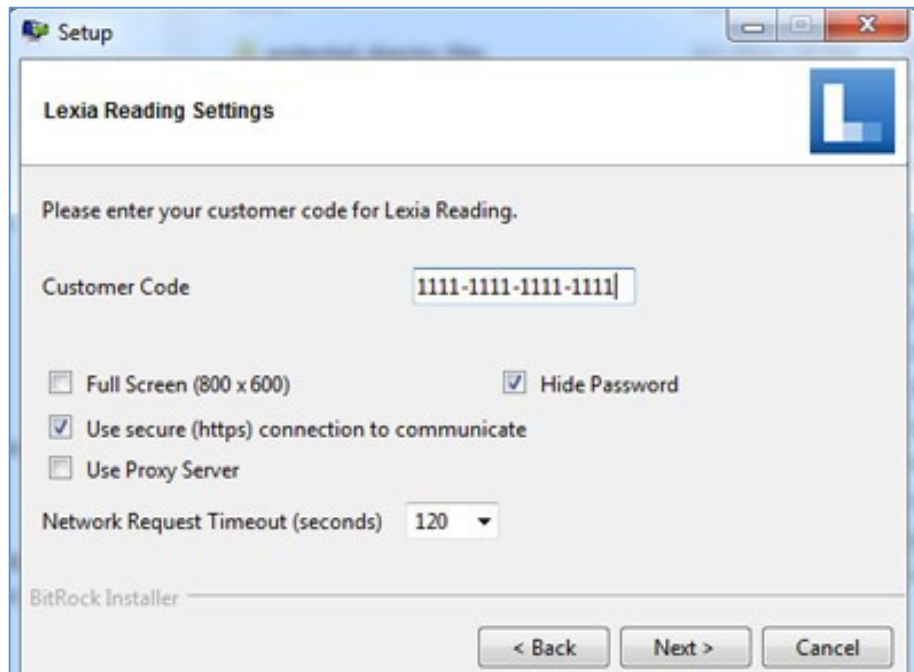 Setup
Lexia Reading Settings
Please enter your customer code for Lexia Reading.
Customer Code 1111-1111-1111-1111
Full Screen (800 x 600) Hide Password
Use secure (https) connection to communicate
Use Proxy Server
Network Request Timeout (seconds) 120
BitRock Installer
< Back Next > Cancel